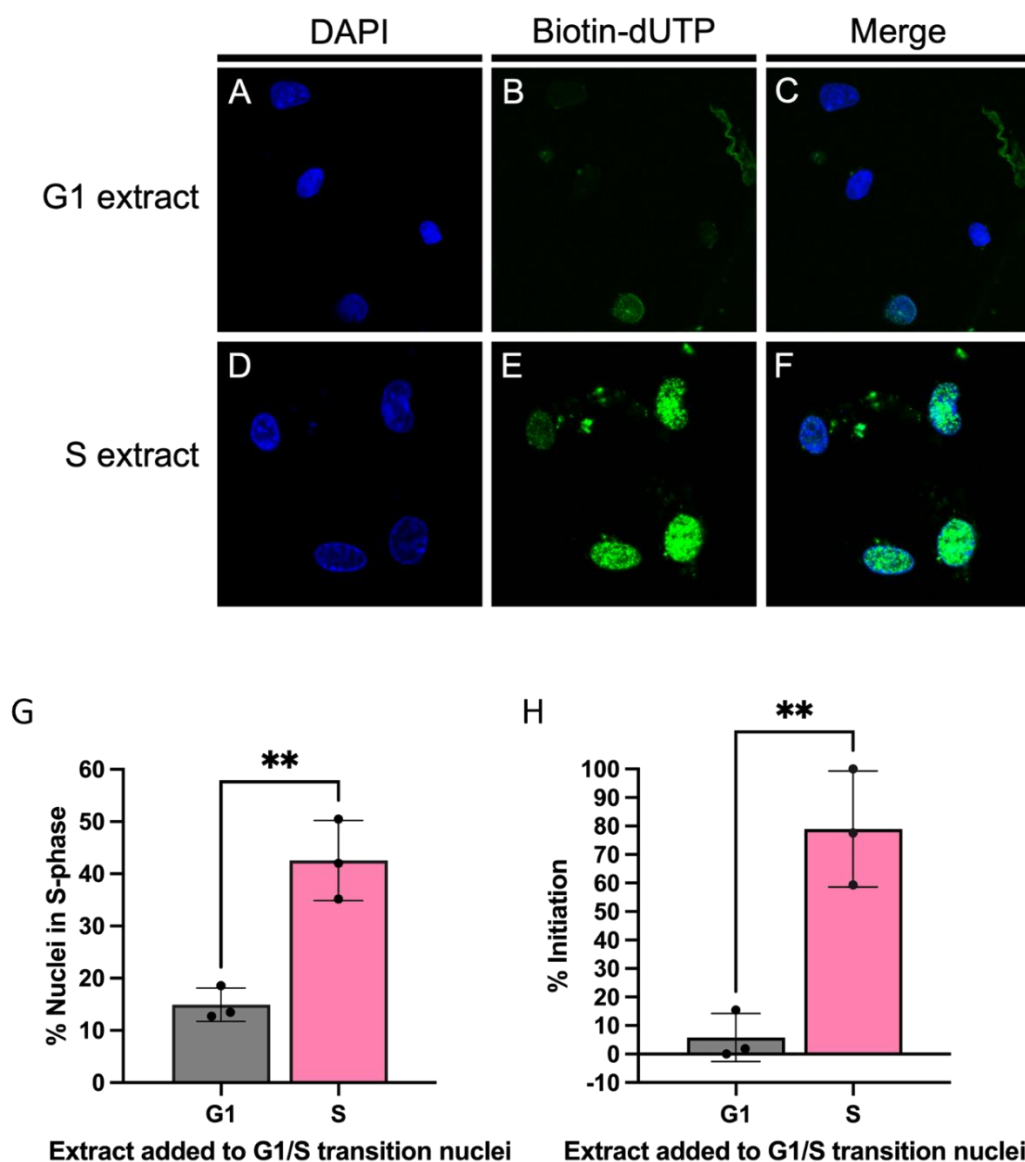 DAPI Biotin-dUTP Merge
A B C
G1 extract
D E F
S extract
G H
**
**
60
50
40
30
20
10
0
% Nuclei in S-phase
G1 S
Extract added to G1/S transition nuclei
100
90
80
70
60
50
40
30
20
10
0
-10
% Initiation
G1 S
Extract added to G1/S transition nuclei